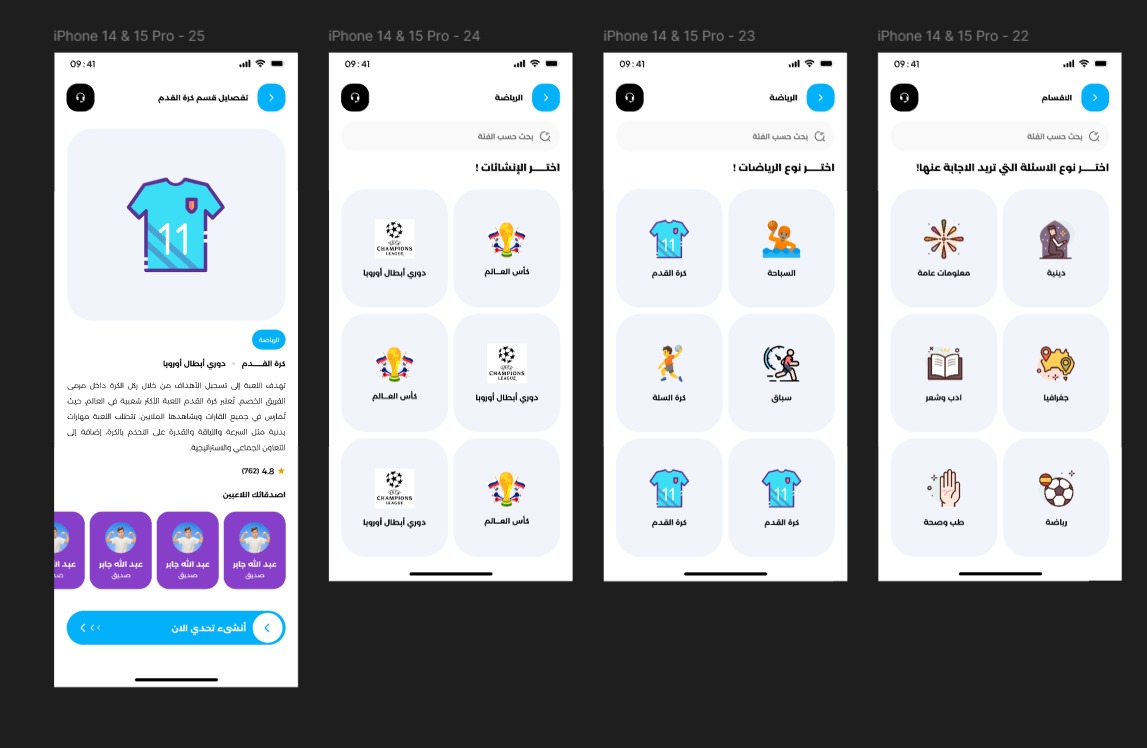 iPhone 14 & 15 Pro - 22
09:41
الاقسام
بحث حسب الفئة
اختـــر نوع الاسئلة التي تريد الاجابة عنها!
دينية
معلومات عامة
جغرافيا
ادب وشعر
رياضة
طب وصحة
iPhone 14 & 15 Pro - 23
09:41
الرياضة
بحث حسب الفئة
اختـــر نوع الرياضات !
السباحة
11
كرة القدم
سباق
كرة السلة
11
كرة القدم
11
كرة القدم
iPhone 14 & 15 Pro - 24
09:41
الرياضة
بحث حسب الفئة
اختـــر الإنشائات !
كأس العـــالم
CHAMPIONS
LEAGUE
دوري أبطال أوروبا
CHAMPIONS
LEAGUE
دوري أبطال أوروبا
كأس العـــالم
كأس العـــالم
CHAMPIONS
LEAGUE
دوري أبطال أوروبا
iPhone 14 & 15 Pro - 25
09:41
تفصايل قسم كرة القدم
11
الرياضة
كرة القـــدم • دوري أبطال أوروبا
تهدف اللعبة إلى تسجيل الأهداف من خلال ركل الكرة داخل مرمى
الفريق الخصم. تُعتبر كرة القدم اللعبة الأكثر شعبية في العالم، حيث
تُمارس في جميع القارات ويشاهدها الملايين. تتطلب اللعبة مهارات
بدنية مثل السرعة واللياقة والقدرة على التحكم بالكرة، إضافة إلى
التعاون الجماعي والاستراتيجية.
4.8 (762)
اصدقائك اللاعبين
عبد الله جابر
صديق
عبد الله جابر
صديق
عبد الله جابر
صديق
أنشىء تحدي الان